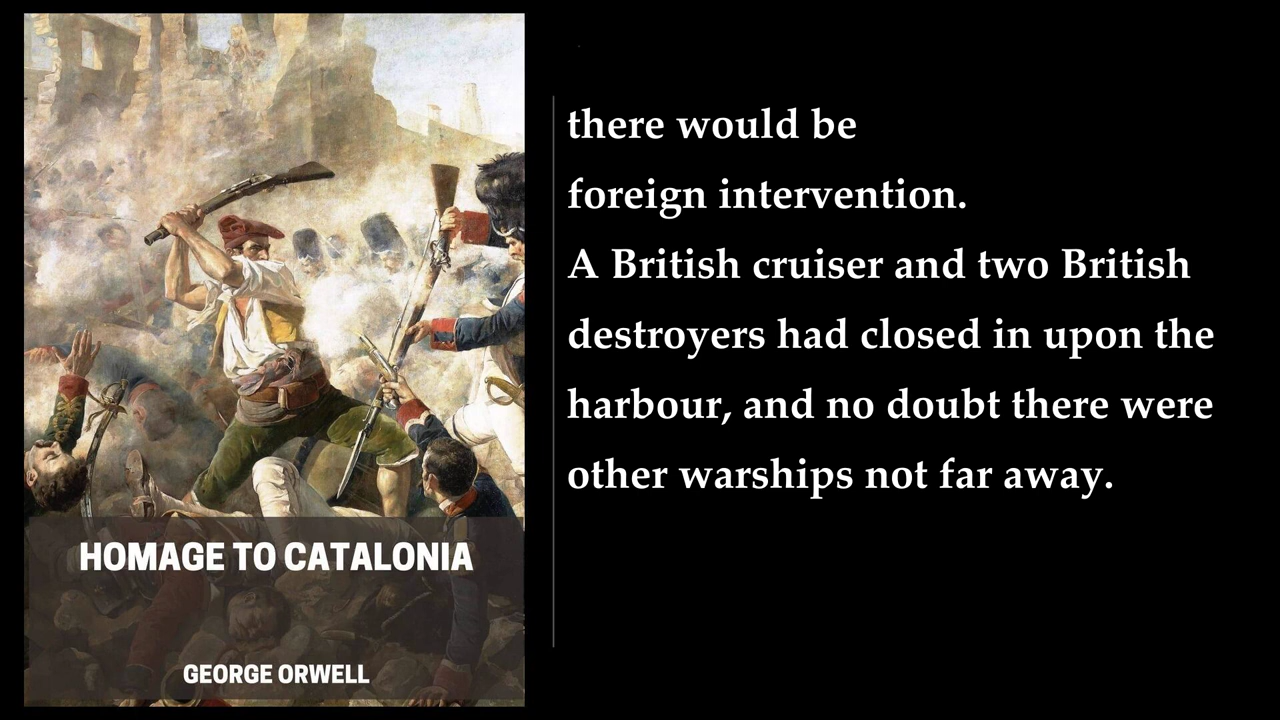 there would be
foreign intervention.
A British cruiser and two British
destroyers had closed in upon the
harbour, and no doubt there were
other warships not far away.
HOMAGE TO CATALONIA
GEORGE ORWELL